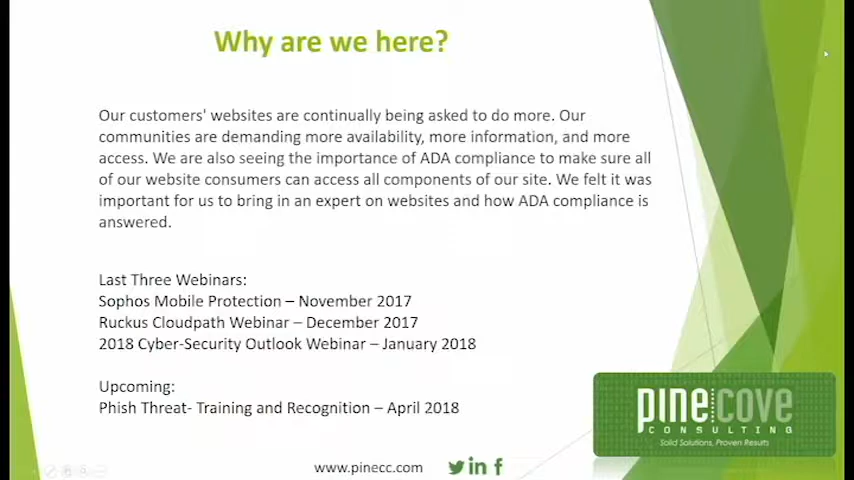 Why are we here?
Our customers' websites are continually being asked to do more. Our
communities are demanding more availability, more information, and more
access. We are also seeing the importance of ADA compliance to make sure all
of our website consumers can access all components of our site. We felt it was
important for us to bring in an expert on websites and how ADA compliance is
answered.
Last Three Webinars:
Sophos Mobile Protection – November 2017
Ruckus Cloudpath Webinar – December 2017
2018 Cyber-Security Outlook Webinar – January 2018
Upcoming:
Phish Threat- Training and Recognition – April 2018
pine cove
CONSULTING
Solid Solutions, Proven Results
www.pinecc.com